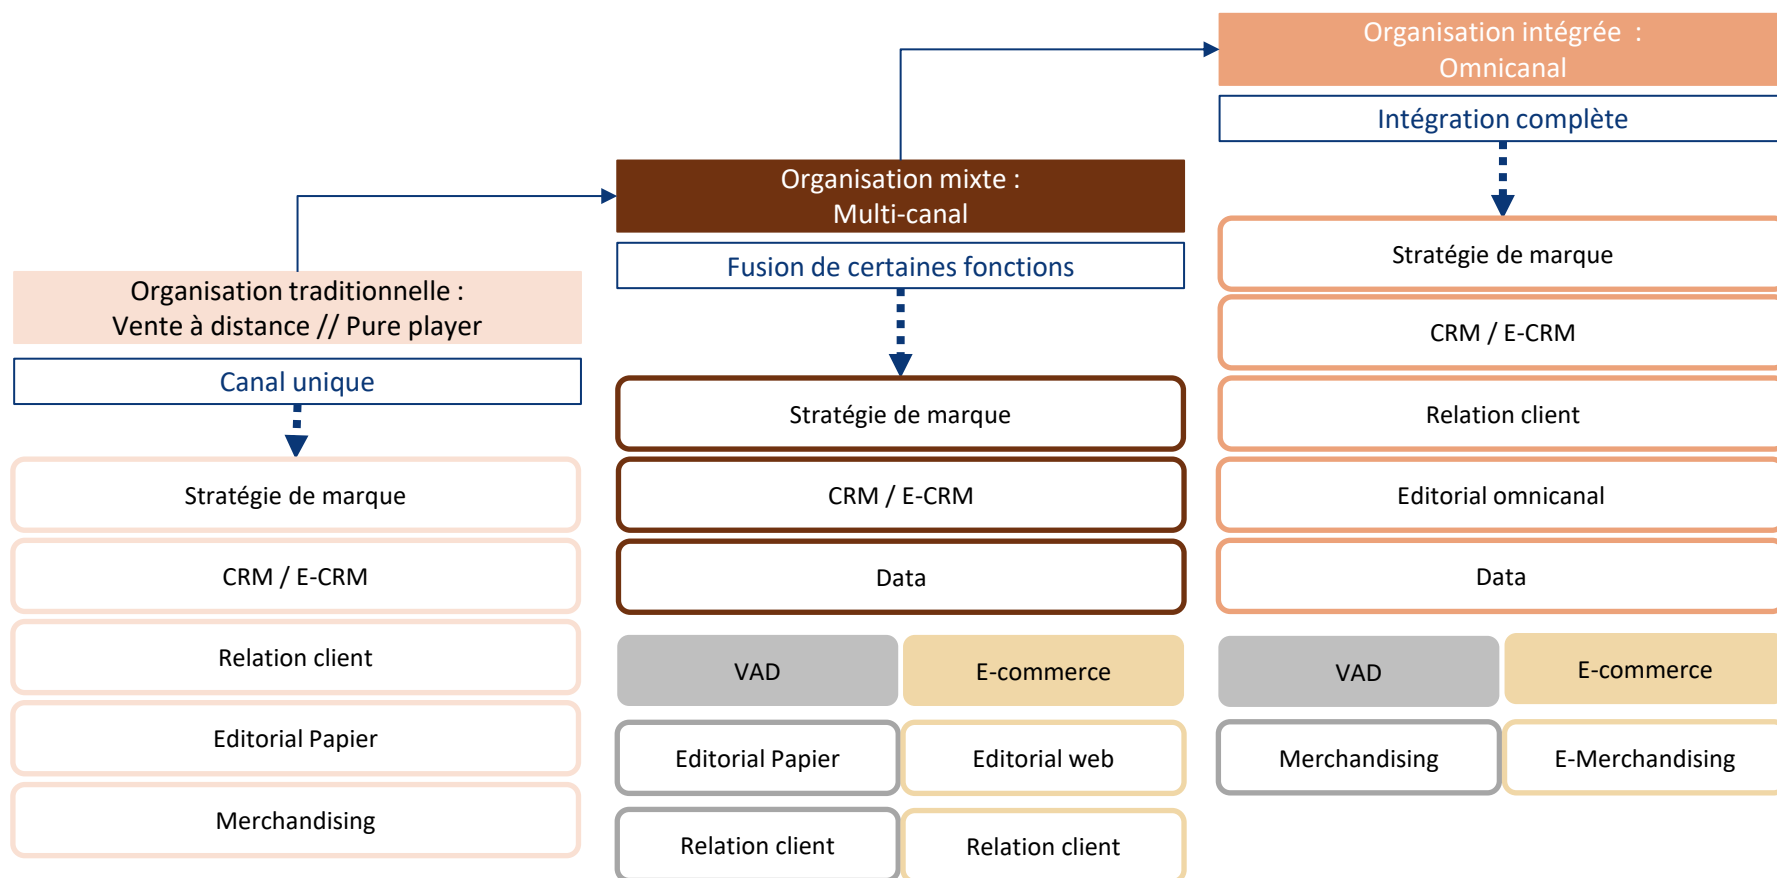 Organisation traditionnelle :
Vente à distance // Pure player
Canal unique
Stratégie de marque
CRM / E-CRM
Relation client
Editorial Papier
Merchandising
Organisation mixte :
Multi-canal
Fusion de certaines fonctions
Stratégie de marque
CRM / E-CRM
Data
VAD
E-commerce
Editorial Papier
Editorial web
Relation client
Relation client
Organisation intégrée :
Omnicanal
Intégration complète
Stratégie de marque
CRM / E-CRM
Relation client
Editorial omnicanal
Data
VAD
E-commerce
Merchandising
E-Merchandising